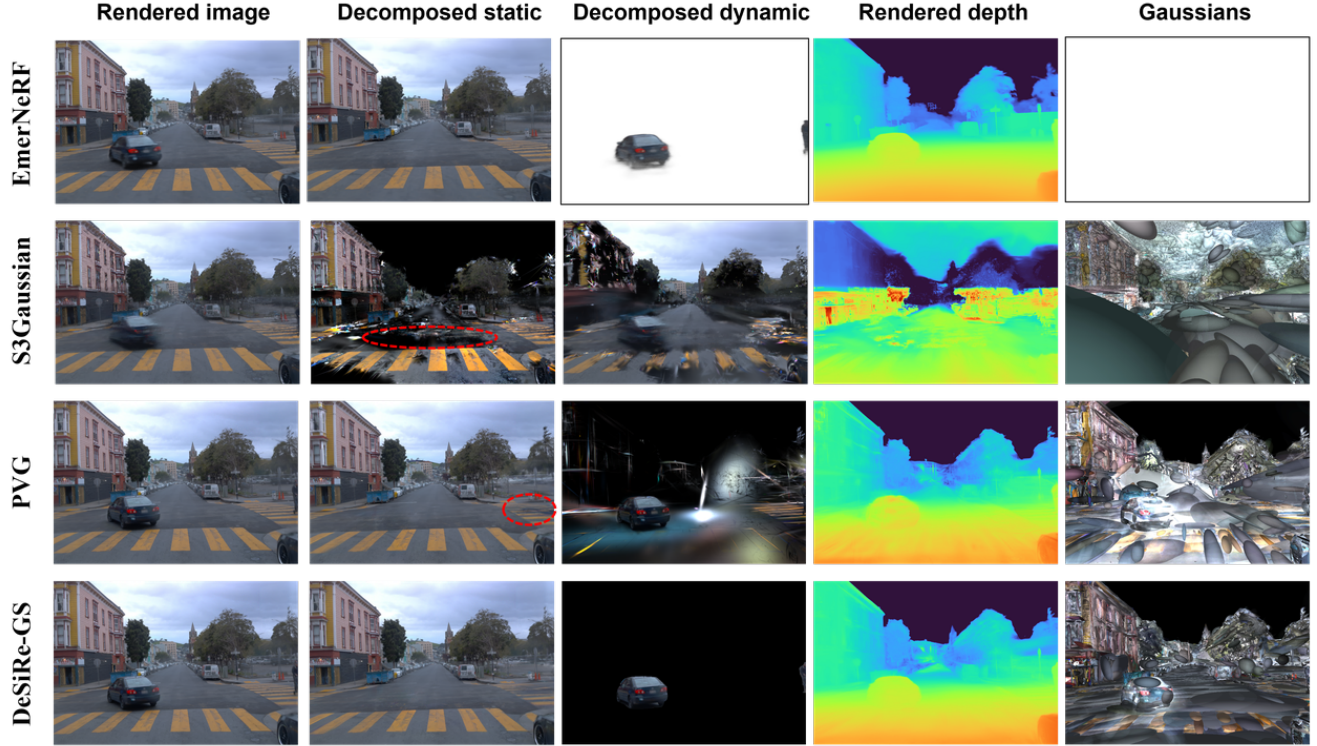 Rendered image Decomposed static Decomposed dynamic Rendered depth Gaussians
EmerNeRF
S3Gaussian
PVG
DeSiRe-GS